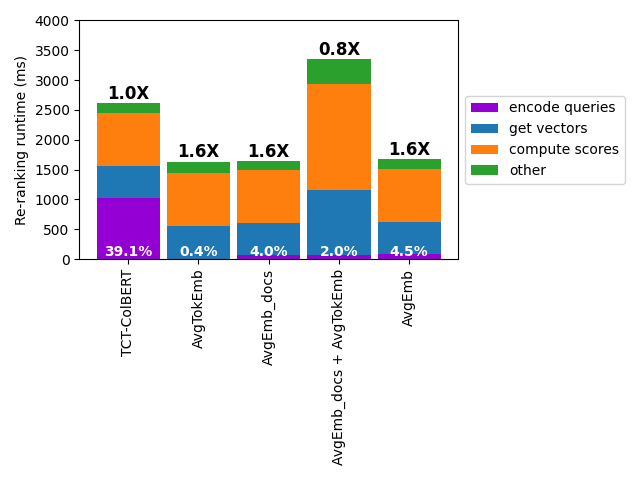 4000
3500
3000
2500
2000
1500
1000
500
0
Re-ranking runtime (ms)
1.0X
1.6X
1.6X
0.8X
1.6X
39.1%
0.4%
4.0%
2.0%
4.5%
TCT-ColBERT
AvgTokEmb
AvgEmb_docs
AvgEmb_docs + AvgTokEmb
AvgEmb
encode queries
get vectors
compute scores
other